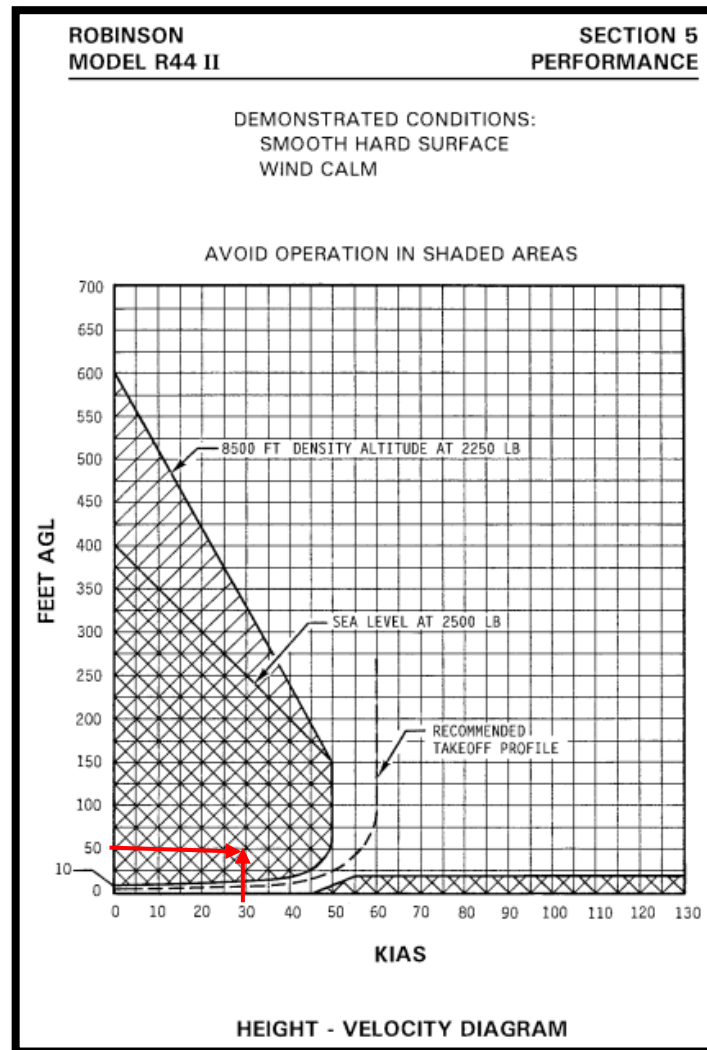 ROBINSON
MODEL R44 II
SECTION 5
PERFORMANCE
DEMONSTRATED CONDITIONS:
SMOOTH HARD SURFACE
WIND CALM
AVOID OPERATION IN SHADED AREAS
700
650
600
550
500
450
400
350
300
250
200
150
100
50
10
0
FEET AGL
8500 FT DENSITY ALTITUDE AT 2250 LB
SEA LEVEL AT 2500 LB
RECOMMENDED
TAKEOFF PROFILE
0 10 20 30 40 50 60 70 80 90 100 110 120 130
KIAS
HEIGHT - VELOCITY DIAGRAM